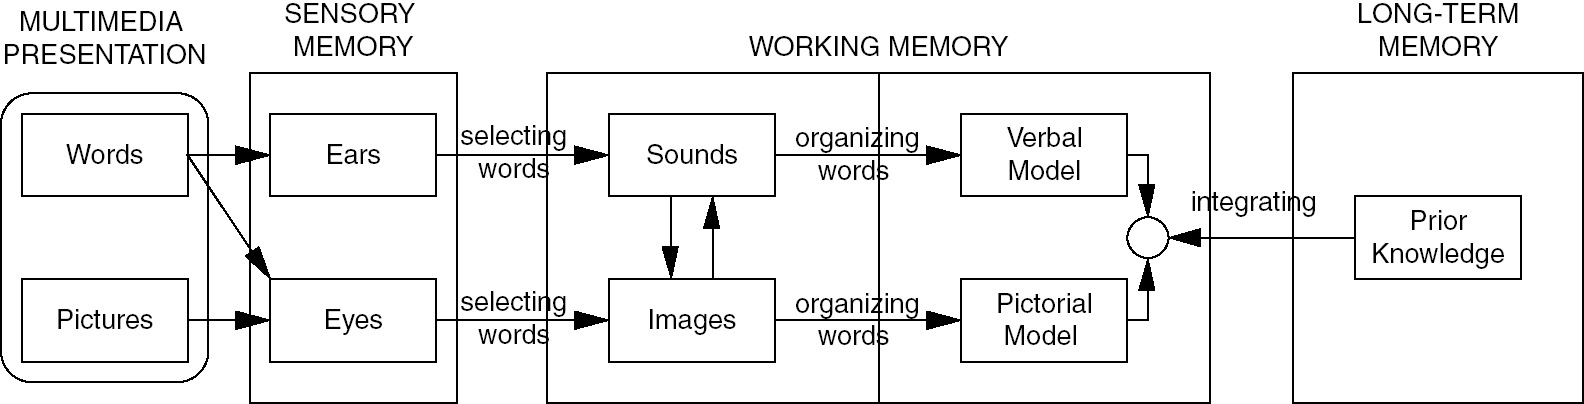 MULTIMEDIA
PRESENTATION
SENSORY
MEMORY
WORKING MEMORY
LONG-TERM
MEMORY
Words
Ears
selecting
words
Sounds
organizing
words
Verbal
Model
integrating
Prior
Knowledge
Pictures
Eyes
selecting
words
Images
organizing
words
Pictorial
Model